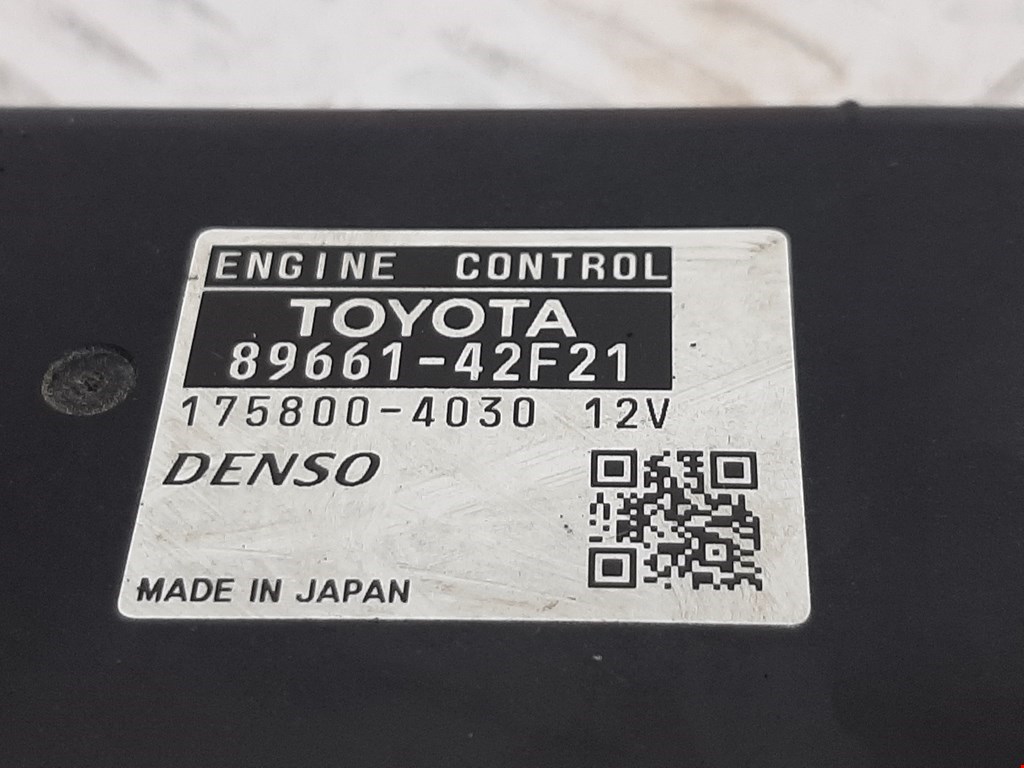 ENGINE CONTROL
TOYOTA
89661-42F21
175800-4030 12V
DENSO
MADE IN JAPAN